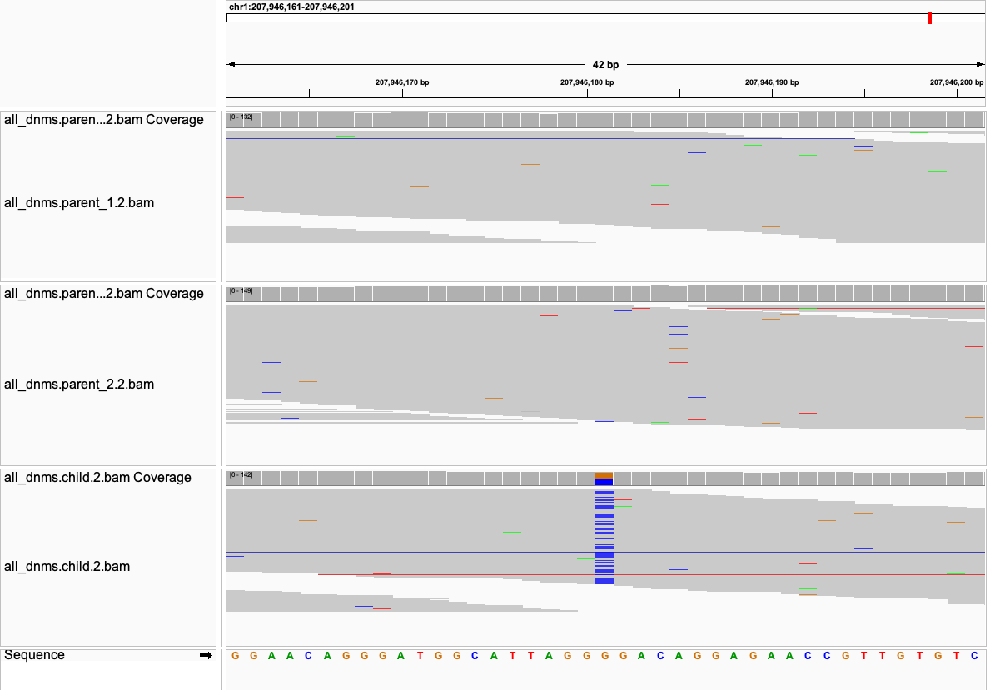 chr1:207,946,161-207,946,201
42 bp
207,946,170 bp 207,946,180 bp 207,946,190 bp 207,946,200 bp
all_dnms.paren...2.bam Coverage
[0 - 132]
all_dnms.parent_1.2.bam
all_dnms.paren...2.bam Coverage
[0 - 149]
all_dnms.parent_2.2.bam
all_dnms.child.2.bam Coverage
[0 - 142]
all_dnms.child.2.bam
Sequence
G G A A C A G G G A T G G C A T T A G G G G A C A G G A G A A C C G T T G T G T C